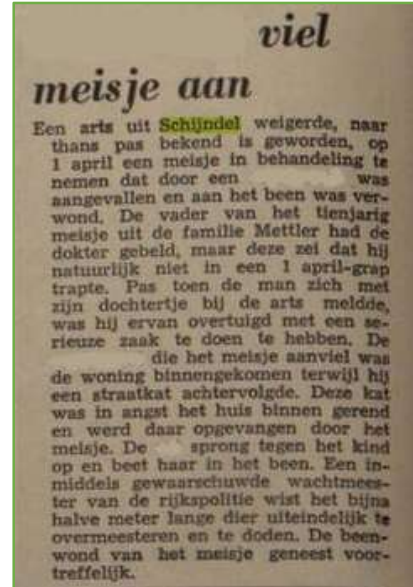 viel
meisje aan
Een arts uit Schijndel weigerde, naar
thans pas bekend is geworden, op
1 april een meisje in behandeling te
nemen dat door een was
aangevallen en aan het been was ver-
wond. De vader van het tienjarig
meisje uit de familie Mettler had de
dokter gebeld, maar deze zei dat hij
natuurlijk niet in een 1 april-grap
trapte. Pas toen de man zich met
zijn dochtertje bij de arts meldde,
was hij ervan overtuigd met een se-
rieuze zaak te doen te hebben. De
die het meisje aanviel was
de woning binnengekomen terwijl hij
een straatkat achtervolgde. Deze kat
was in angst het huis binnen gerend
en werd daar opgevangen door het
meisje. De sprong tegen het kind
op en beet haar in het been. Een in-
middels gewaarschuwde wachtmees-
ter van de rijkspolitie wist het bijna
halve meter lange dier uiteindelijk te
overmeesteren en te doden. De been-
wond van het meisje geneest voor-
treffelijk.